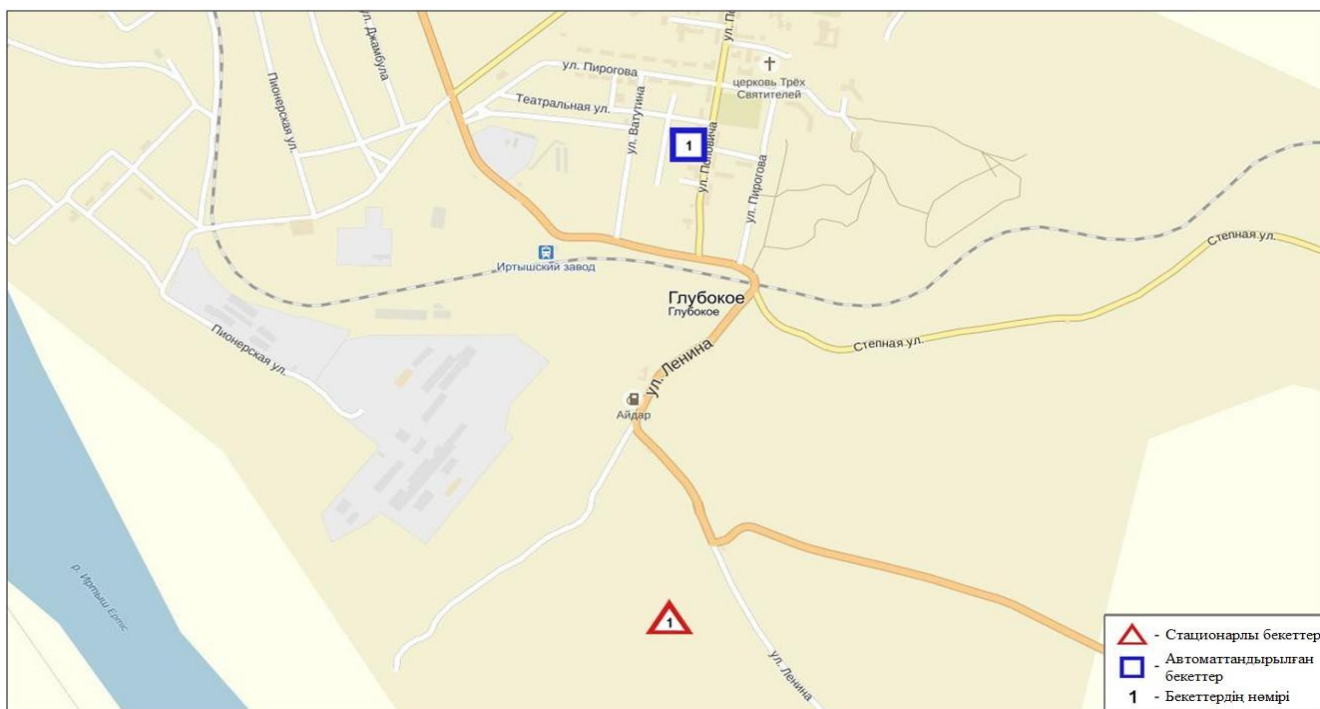 ул. Джамбула
Пионерская ул.
ул. Пирогова
церковь Трёх
Святителей
Театральная ул.
ул. Ватутина
1
ул. Поповича
ул. Пирогова
Степная ул.
Иртышский завод
Глубокое
Глубокое
Степная ул.
Пионерская ул.
ул. Ленина
Айдар
р. Иртыш Ертіс
1
ул. Ленина
- Стационарлы бекеттер
- Автоматтандырылған
бекеттер
1 - Бекеттердің нөмірі